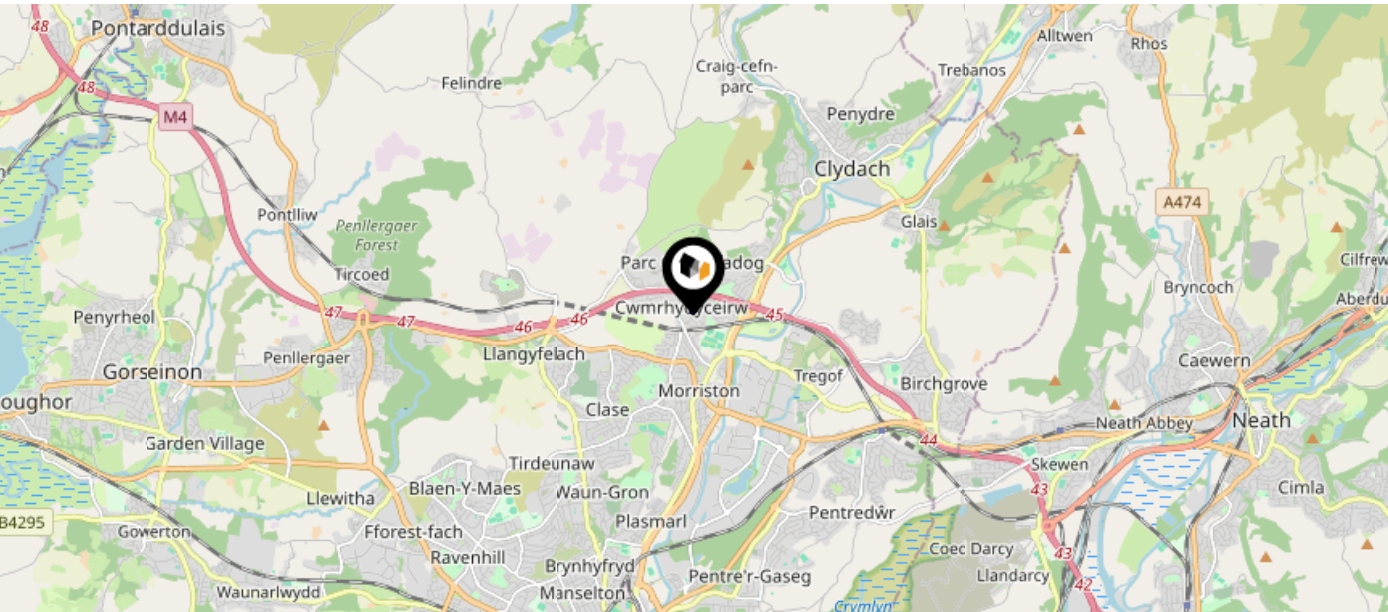 48
Pontarddulais
Alltwen
Rhos
Craig-cefn-
parc
Trebanos
Felindre
48
M4
Penydre
Clydach
A474
Pontlliw
Penllergaer
Forest
Glais
Tircoed
Parc
adog
Cilfrew
Bryncoch
Aberdu
47
47
46
46
Cwmrhydyceirw
45
Penyrheol
Penllergaer
Llangyfelach
Caewern
Gorseinon
Tregof
Birchgrove
Morriston
oughor
Clase
Neath Abbey
Neath
Garden Village
44
Tirdeunaw
Skewen
Llewitha
Blaen-Y-Maes
Waun-Gron
43
Cimla
B4295
Gowerton
Fforest-fach
Plasmarl
Pentredŵr
Ravenhill
Brynhyfryd
Coed Darcy
43
Waunarlwydd
Manselton
Pentre'r-Gaseg
Llandarcy
42
Crymlyn